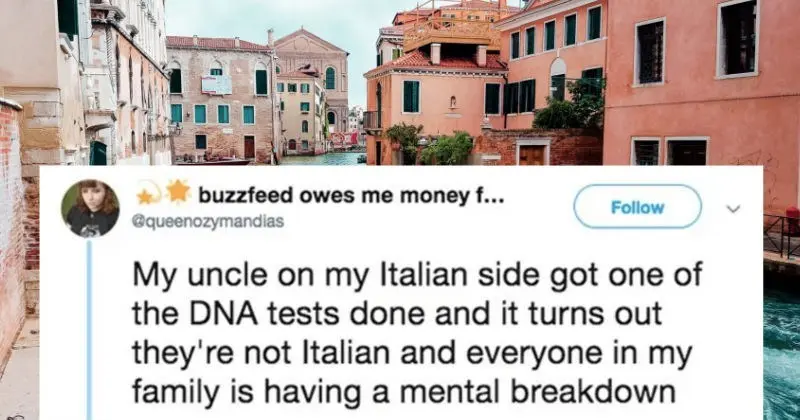 buzzfeed owes me money f...
Follow
@queenozymandias
My uncle on my Italian side got one of
the DNA tests done and it turns out
they're not Italian and everyone in my
family is having a mental breakdown